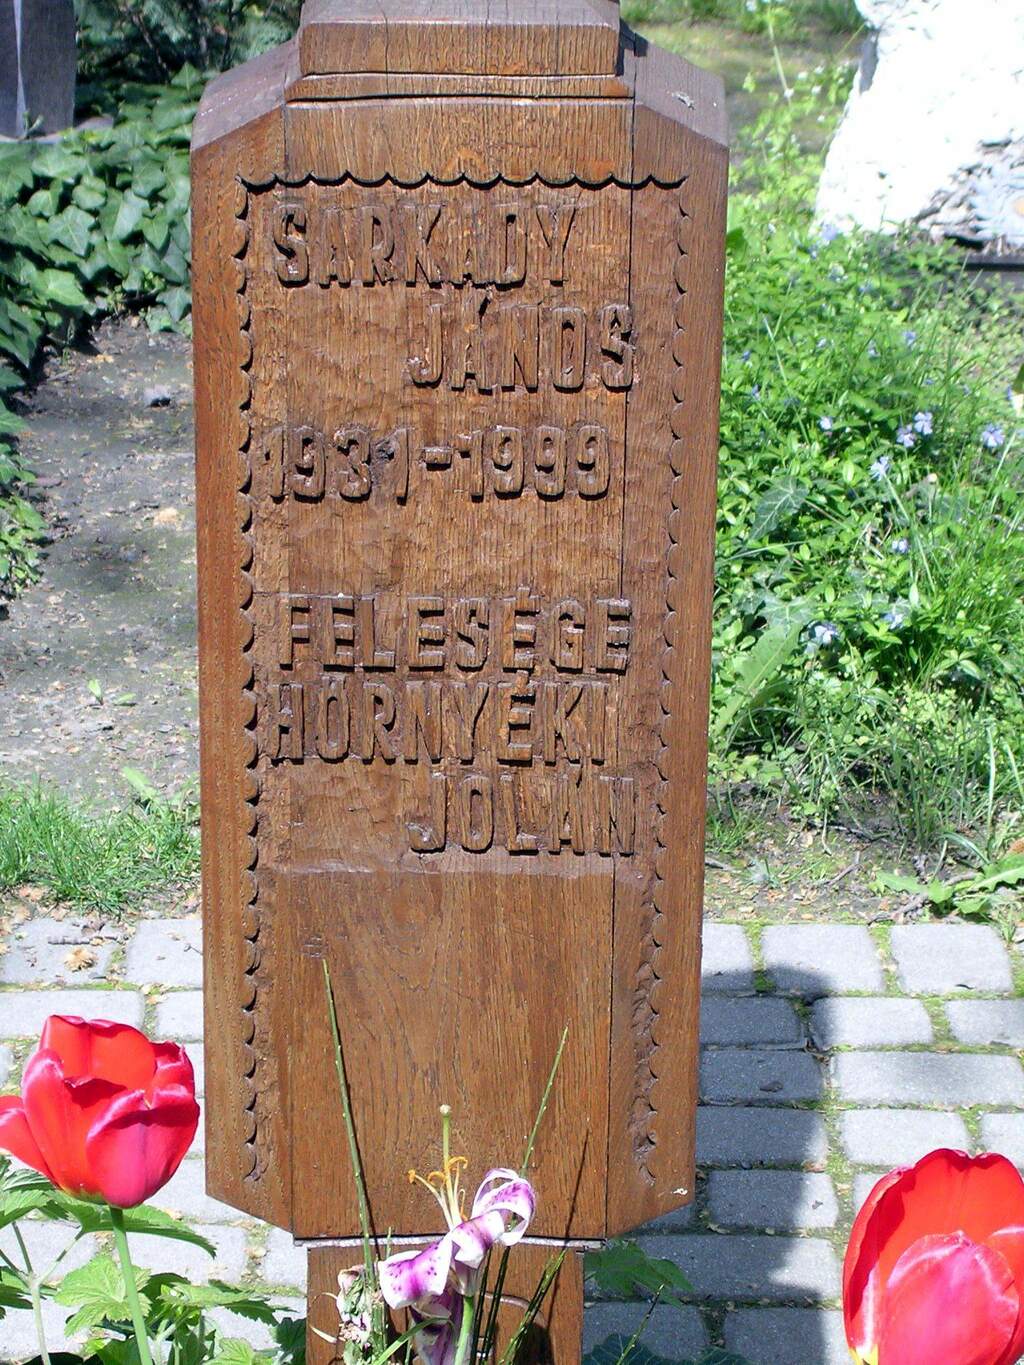 SARKADY
JÁNOS
1931-1999
FELESÉGE
HÖRNYÉKI
JOLÁN